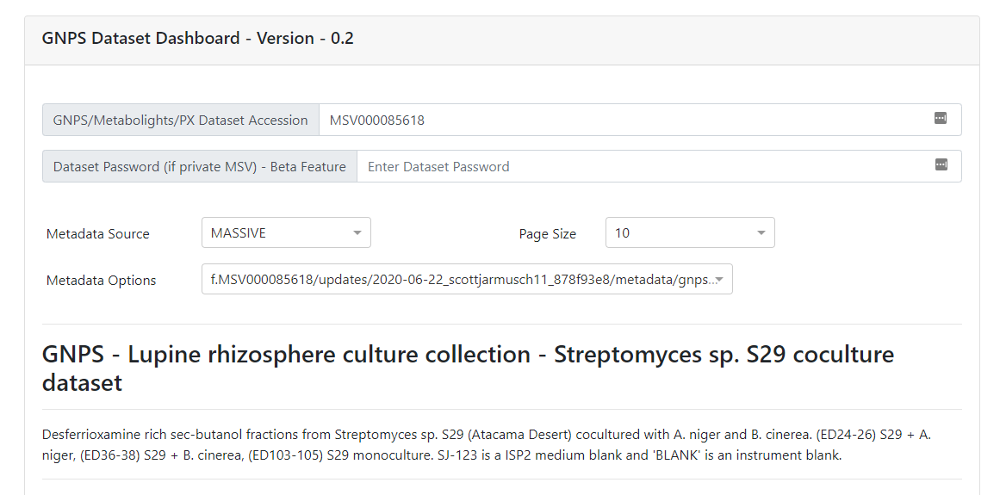 GNPS Dataset Dashboard - Version - 0.2
GNPS/Metabolights/PX Dataset Accession MSV000085618
Dataset Password (if private MSV) - Beta Feature Enter Dataset Password
Metadata Source MASSIVE Page Size 10
Metadata Options f.MSV000085618/updates/2020-06-22_scottjarmusch11_878f93e8/metadata/gnps...
GNPS - Lupine rhizosphere culture collection - Streptomyces sp. S29 coculture
dataset
Desferrioxamine rich sec-butanol fractions from Streptomyces sp. S29 (Atacama Desert) cocultured with A. niger and B. cinerea. (ED24-26) S29 + A.
niger, (ED36-38) S29 + B. cinerea, (ED103-105) S29 monoculture. SJ-123 is a ISP2 medium blank and 'BLANK' is an instrument blank.